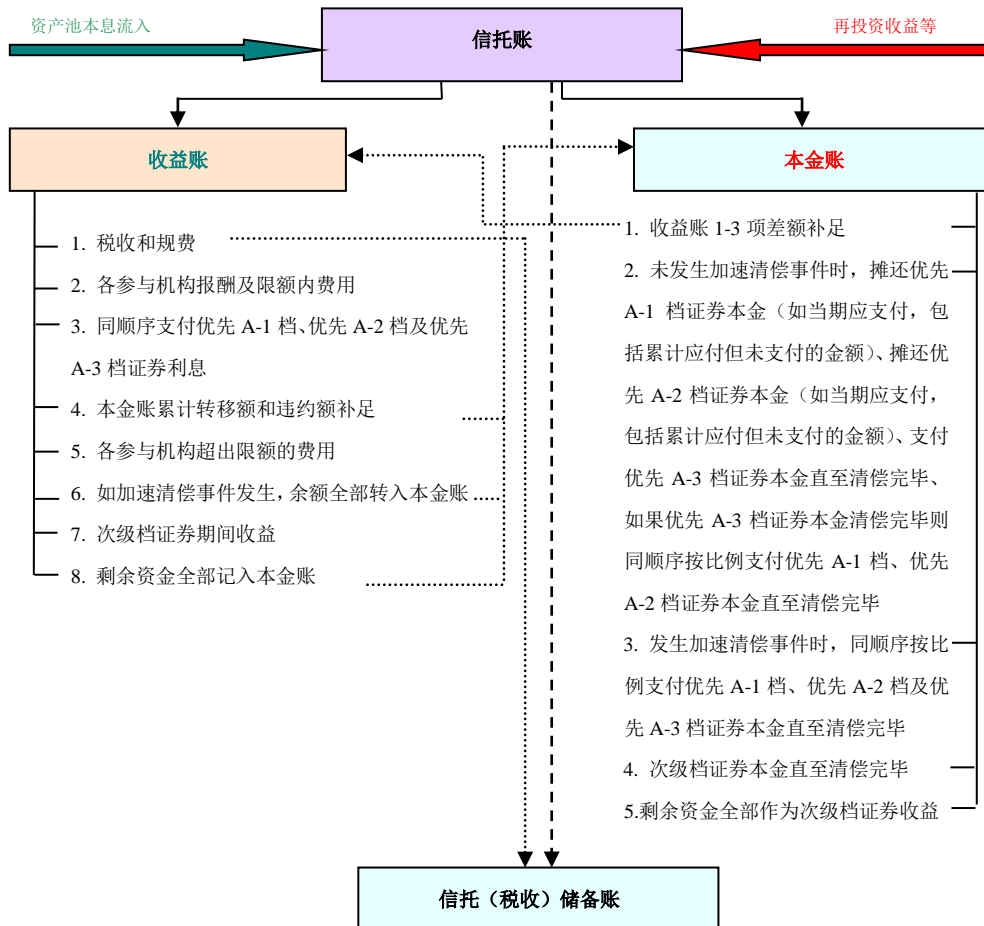 资产池本息流入
信托账
再投资收益等
收益账
1. 税收和规费
2. 各参与机构报酬及限额内费用
3. 同顺序支付优先 A-1 档、优先 A-2 档及优先
A-3 档证券利息
4. 本金账累计转移额和违约额补足
5. 各参与机构超出限额的费用
6. 如加速清偿事件发生，余额全部转入本金账
7. 次级档证券期间收益
8. 剩余资金全部记入本金账
本金账
1. 收益账 1-3 项差额补足
2. 未发生加速清偿事件时，摊还优先
A-1 档证券本金（如当期应支付，包
括累计应付但未支付的金额）、摊还优
先 A-2 档证券本金（如当期应支付，
包括累计应付但未支付的金额）、支付
优先 A-3 档证券本金直至清偿完毕、
如果优先 A-3 档证券本金清偿完毕则
同顺序按比例支付优先 A-1 档、优先
A-2 档证券本金直至清偿完毕
3. 发生加速清偿事件时，同顺序按比
例支付优先 A-1 档、优先 A-2 档及优
先 A-3 档证券本金直至清偿完毕
4. 次级档证券本金直至清偿完毕
5.剩余资金全部作为次级档证券收益
信托（税收）储备账